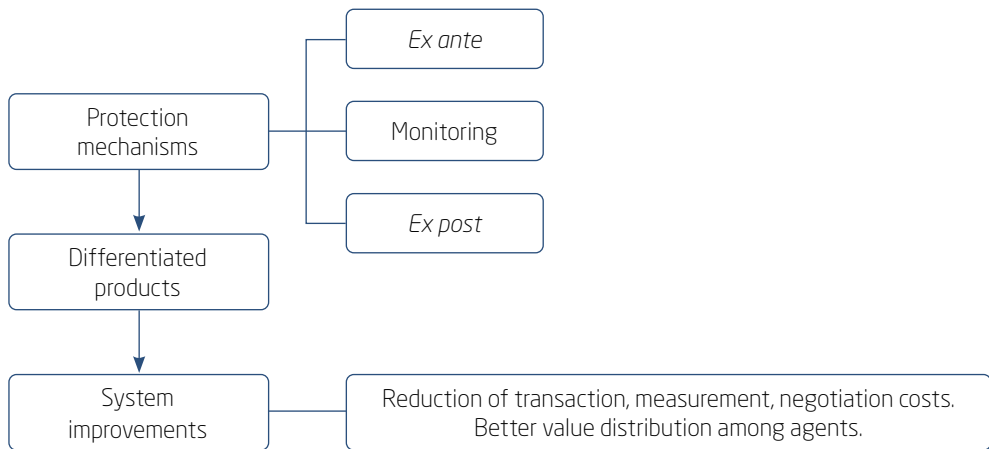 Ex ante
Protection
mechanisms
Monitoring
Ex post
Differentiated
products
System
improvements
Reduction of transaction, measurement, negotiation costs.
Better value distribution among agents.